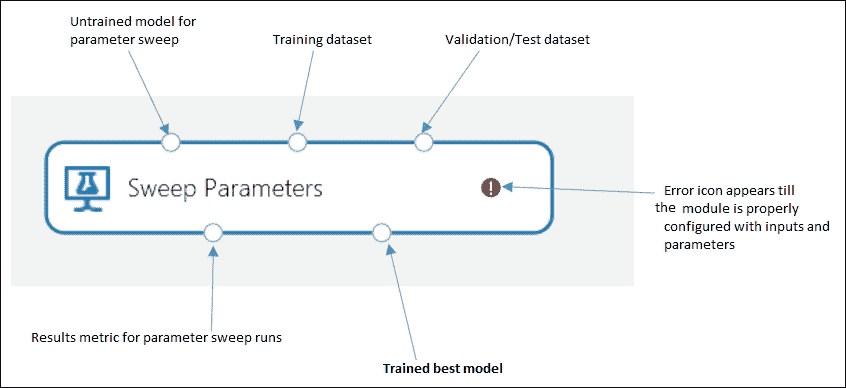 Untrained model for
parameter sweep
Training dataset
Validation/Test dataset
Sweep Parameters
Error icon appears till
the module is properly
configured with inputs and
parameters
Results metric for parameter sweep runs
Trained best model